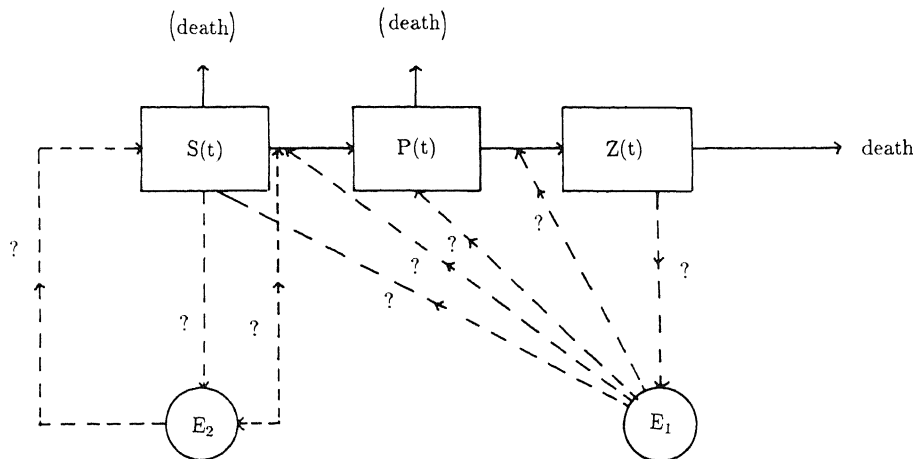 (death)
(death)
S(t)
P(t)
Z(t)
death
?
?
?
?
?
?
?
?
E2
E1